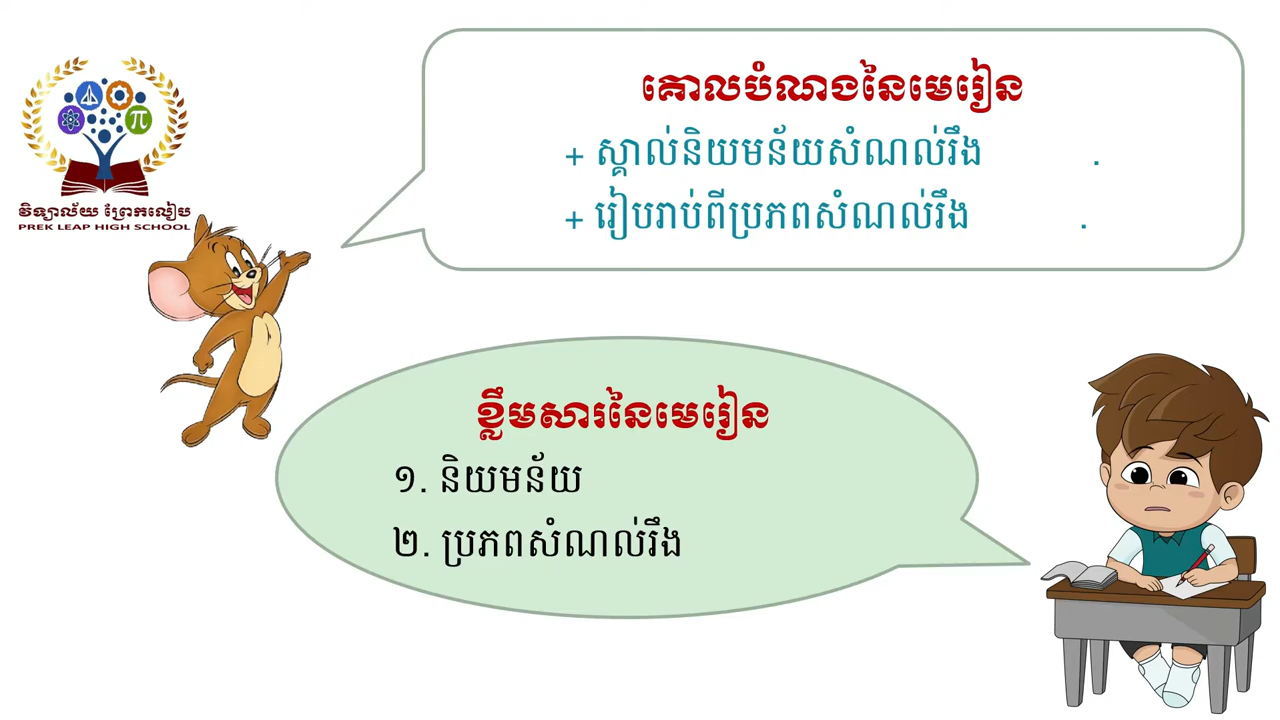 វិទ្យាល័យ ព្រែកលៀប
PREK LEAP HIGH SCHOOL
គោលបំណងនៃមេរៀន
+ ស្គាល់និយមន័យសំណល់រឹង .
+ រៀបរាប់ពីប្រភពសំណល់រឹង .
ខ្លឹមសារនៃមេរៀន
១. និយមន័យ
២. ប្រភពសំណល់រឹង